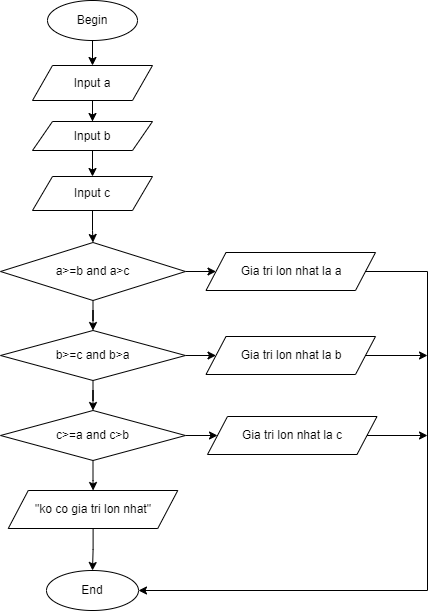 Begin
Input a
Input b
Input c
a>=b and a>c
Gia tri lon nhat la a
b>=c and b>a
Gia tri lon nhat la b
c>=a and c>b
Gia tri lon nhat la c
"ko co gia tri lon nhat"
End